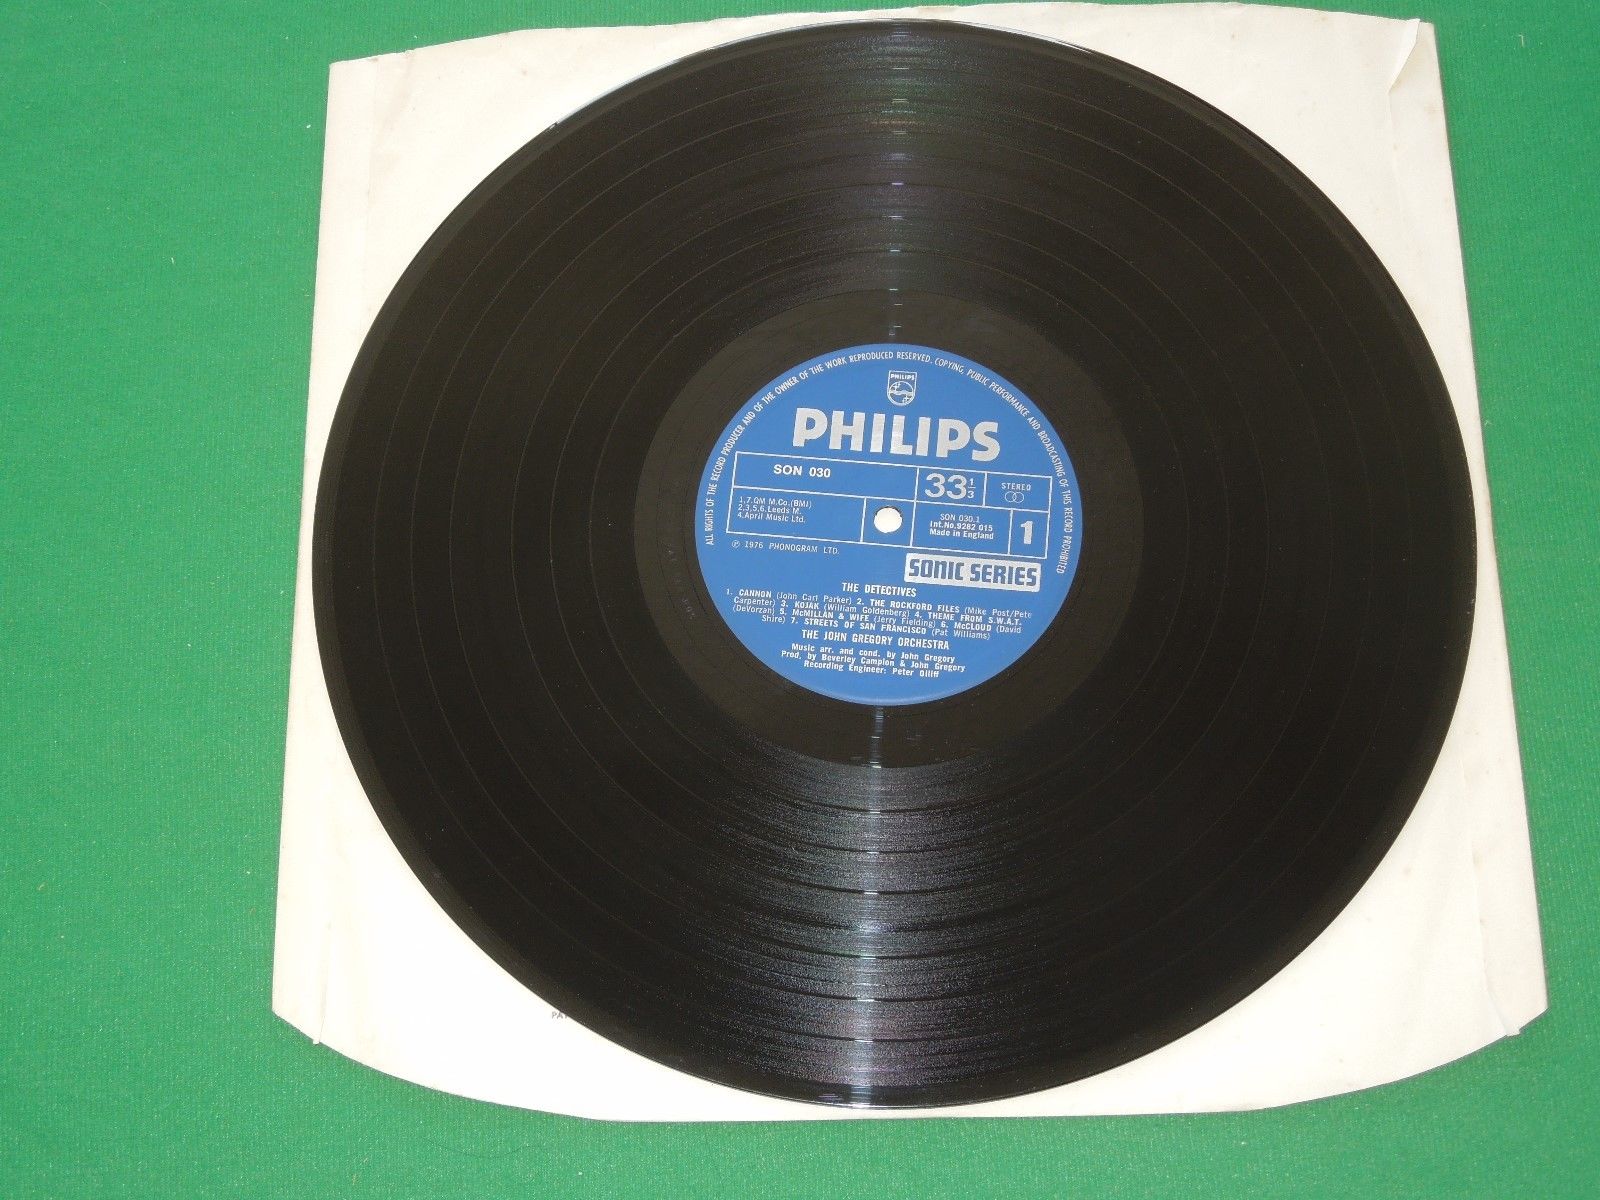 ALL RIGHTS OF THE RECORD PRODUCER AND OF THE OWNER OF THE WORK REPRODUCED RESERVED. COPYING, PUBLIC PERFORMANCE AND BROADCASTING OF THIS RECORD PROHIBITED
PHILIPS
PHILIPS
SON 030
33 1/3
STEREO
1,7.QM M.Co.(BMI)
2,3,5,6.Leeds M.
4.April Music Ltd.
SON 030.1
Int.No.9282 015
Made in England
1
℗ 1976 PHONOGRAM LTD.
SONIC SERIES
THE DETECTIVES
1. CANNON (John Carl Parker) 2. THE ROCKFORD FILES (Mike Post/Pete
Carpenter) 3. KOJAK (William Goldenberg) 4. THEME FROM S.W.A.T.
(DeVorzan) 5. McMILLAN & WIFE (Jerry Fielding) 6. McCLOUD (David
Shire) 7. STREETS OF SAN FRANCISCO (Pat Williams)
THE JOHN GREGORY ORCHESTRA
Music arr. and cond. by John Gregory
Prod. by Beverley Campion & John Gregory
Recording Engineer: Peter Olliff